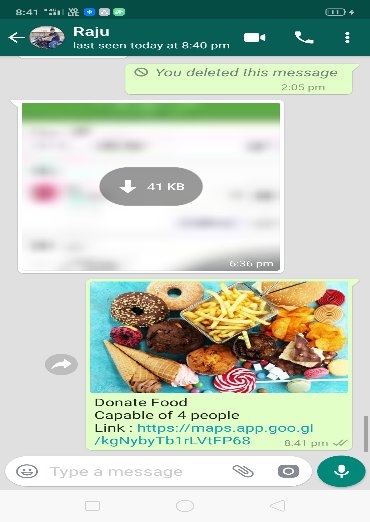 8:41
Raju
last seen today at 8:40 pm
You deleted this message
2:05 pm
41 KB
6:36 pm
Donate Food
Capable of 4 people
Link : https://maps.app.goo.gl
/kgNybyTb1rLVtFP68
8.41 pm
Type a message